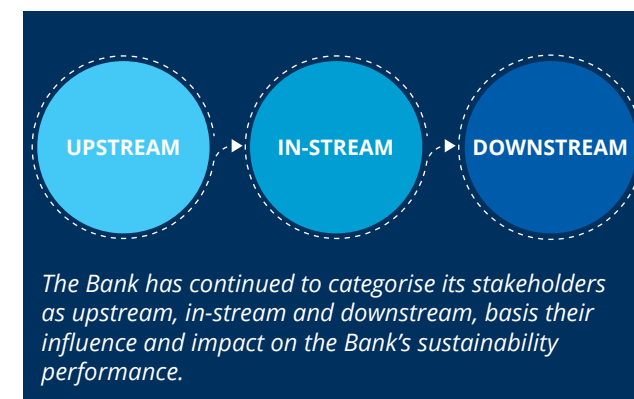 UPSTREAM
IN-STREAM
DOWNSTREAM
The Bank has continued to categorise its stakeholders
as upstream, in-stream and downstream, basis their
influence and impact on the Bank’s sustainability
performance.